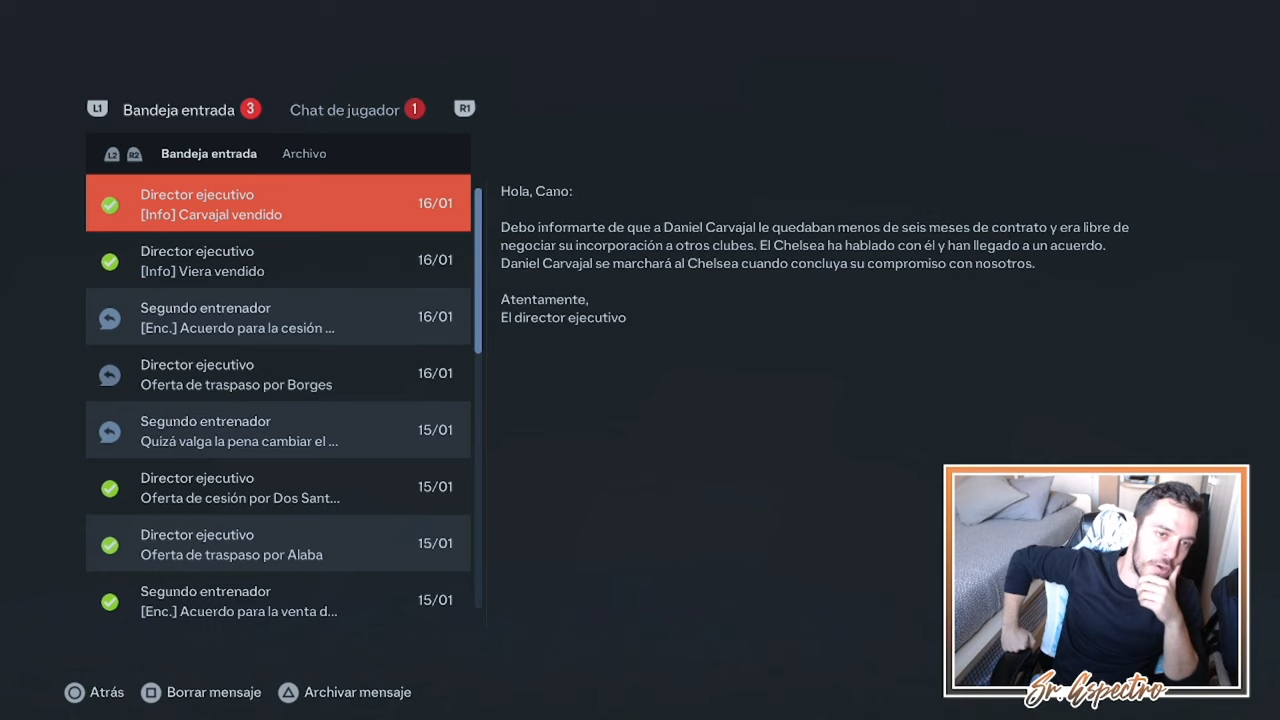 L1 Bandeja entrada 3 Chat de jugador 1 R1
L2 R2 Bandeja entrada Archivo
Director ejecutivo
[Info] Carvajal vendido
16/01
Director ejecutivo
[Info] Viera vendido
16/01
Segundo entrenador
[Enc.] Acuerdo para la cesión ...
16/01
Director ejecutivo
Oferta de traspaso por Borges
16/01
Segundo entrenador
Quizá valga la pena cambiar el ...
15/01
Director ejecutivo
Oferta de cesión por Dos Sant...
15/01
Director ejecutivo
Oferta de traspaso por Alaba
15/01
Segundo entrenador
[Enc.] Acuerdo para la venta d...
15/01
Hola, Cano:
Debo informarte de que a Daniel Carvajal le quedaban menos de seis meses de contrato y era libre de
negociar su incorporación a otros clubes. El Chelsea ha hablado con él y han llegado a un acuerdo.
Daniel Carvajal se marchará al Chelsea cuando concluya su compromiso con nosotros.
Atentamente,
El director ejecutivo
Atrás Borrar mensaje Archivar mensaje
Sr. Espectro